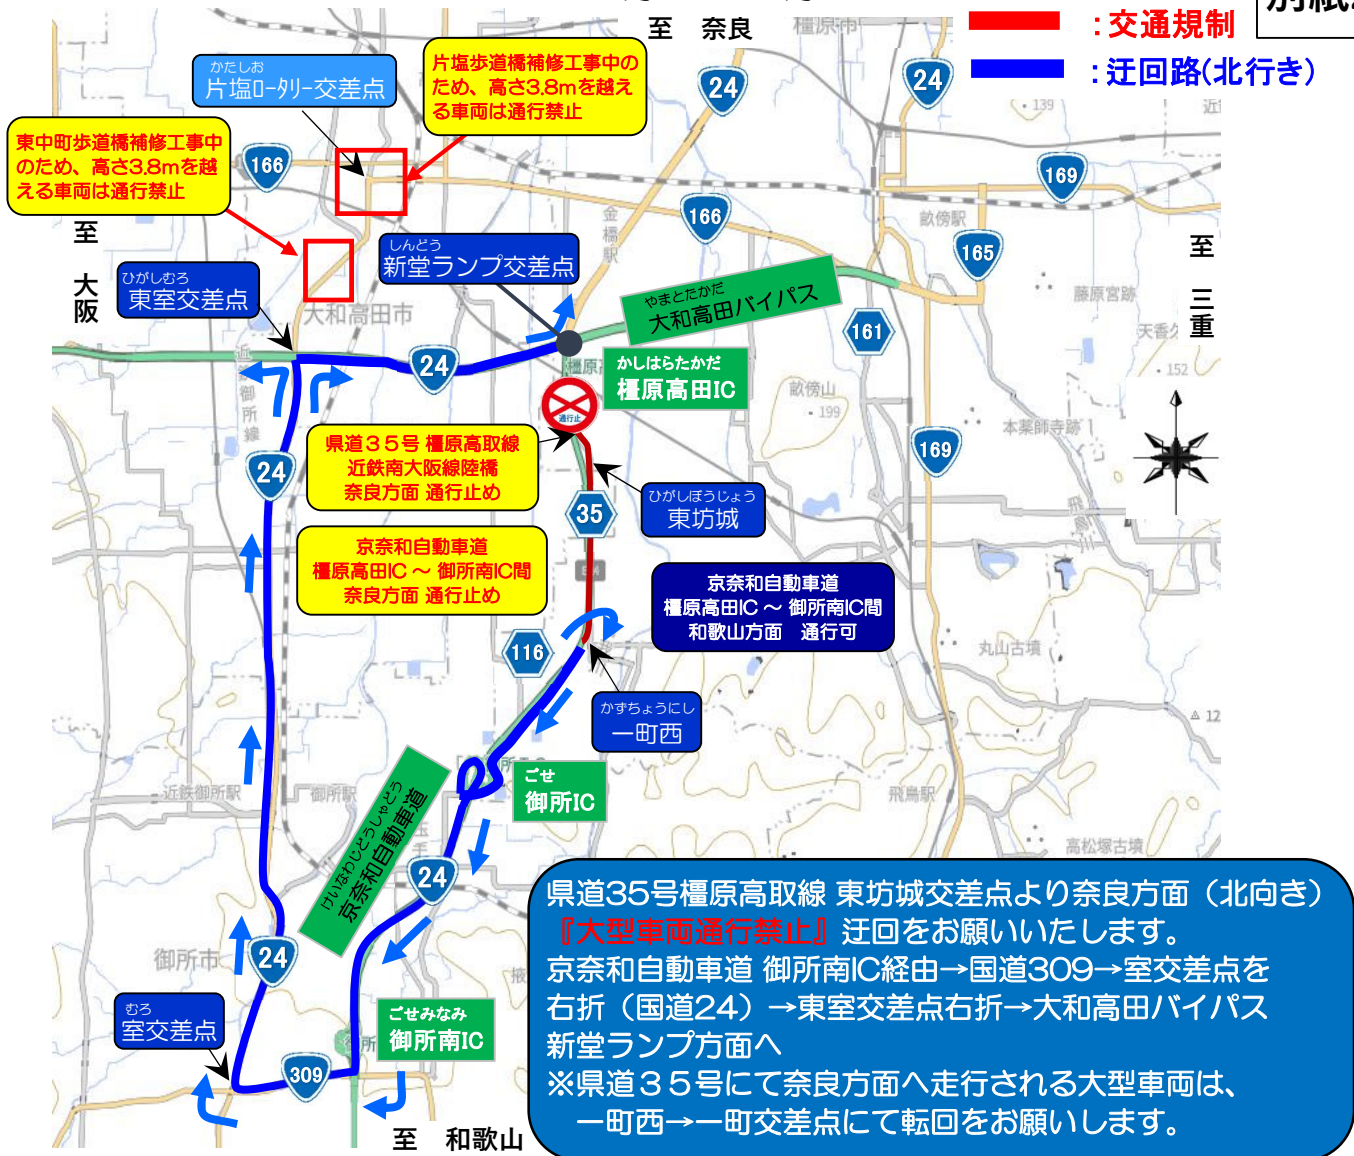 別紙
：交通規制
：迂回路(北行き)
至　奈良
橿原市
かたしお
片塩ロータリー交差点
片塩歩道橋補修工事中の
ため、高さ3.8mを越え
る車両は通行禁止
東中町歩道橋補修工事中
のため、高さ3.8mを越
える車両は通行禁止
24
24
139
166
169
166
165
金橋駅
畝傍駅
至　大阪
至　三重
しんどう
新堂ランプ交差点
ひがしむろ
東室交差点
大和高田市
やまとたかだ
大和高田バイパス
藤原宮跡
161
24
かしはらたかだ
橿原高田IC
畝傍山
199
152
近鉄御所線
通行止
本薬師寺跡
169
県道３５号 橿原高取線
近鉄南大阪線陸橋
奈良方面 通行止め
24
ひがしぼうじょう
東坊城
35
京奈和自動車道
橿原高田IC ～ 御所南IC間
奈良方面 通行止め
京奈和自動車道
橿原高田IC ～ 御所南IC間
和歌山方面　通行可
116
丸山古墳
かずちょうにし
一町西
ごせ
御所IC
近鉄御所駅
御所駅
飛鳥駅
けいなわじどうしゃどう
京奈和自動車道
高松塚古墳
24
御所市
24
むろ
室交差点
ごせみなみ
御所南IC
309
至　和歌山
県道35号橿原高取線 東坊城交差点より奈良方面（北向き）
『大型車両通行禁止』迂回をお願いいたします。
京奈和自動車道 御所南IC経由→国道309→室交差点を
右折（国道24）→東室交差点右折→大和高田バイパス
新堂ランプ方面へ
※県道３５号にて奈良方面へ走行される大型車両は、
一町西→一町交差点にて転回をお願いします。